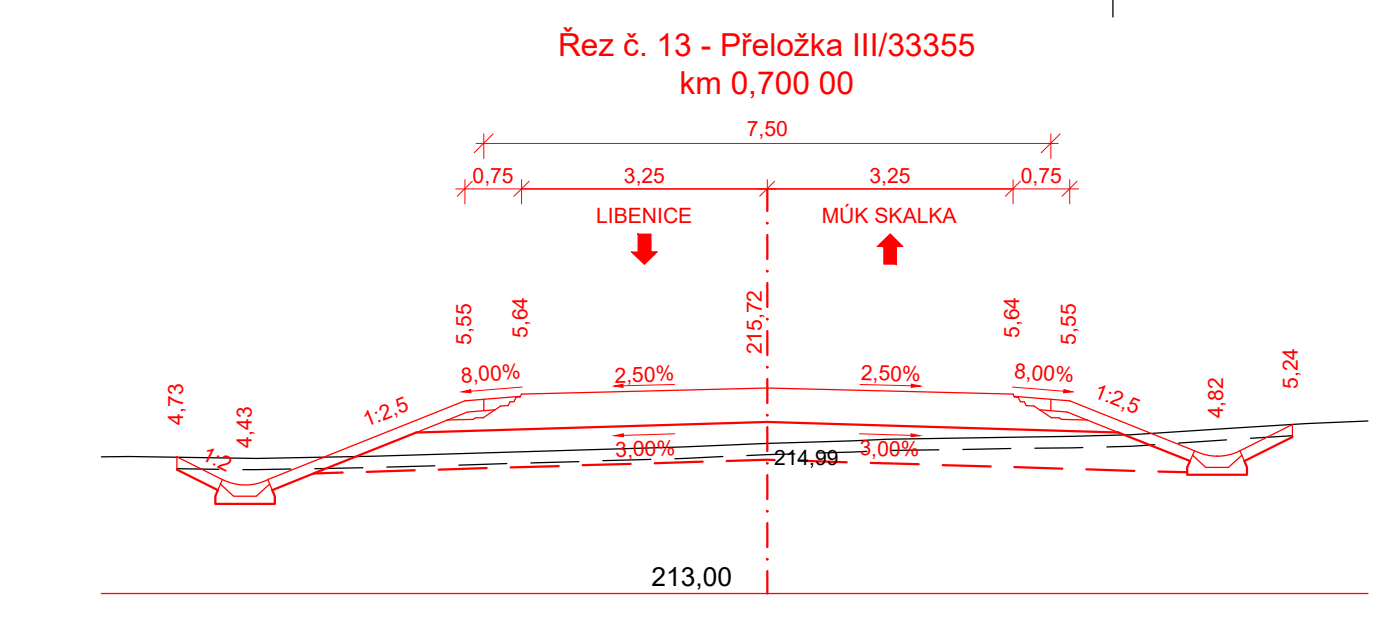 Řez č. 13 - Přeložka III/33355
km 0,700 00
7,50
0,75 3,25 3,25 0,75
LIBENICE MÚK SKALKA
5,55 5,64 215,72 5,64 5,55
4,73 4,43 4,82 5,24
8,00% 2,50% 2,50% 8,00%
1:2,5 1:2,5
1:2 3,00% 214,99 3,00%
213,00